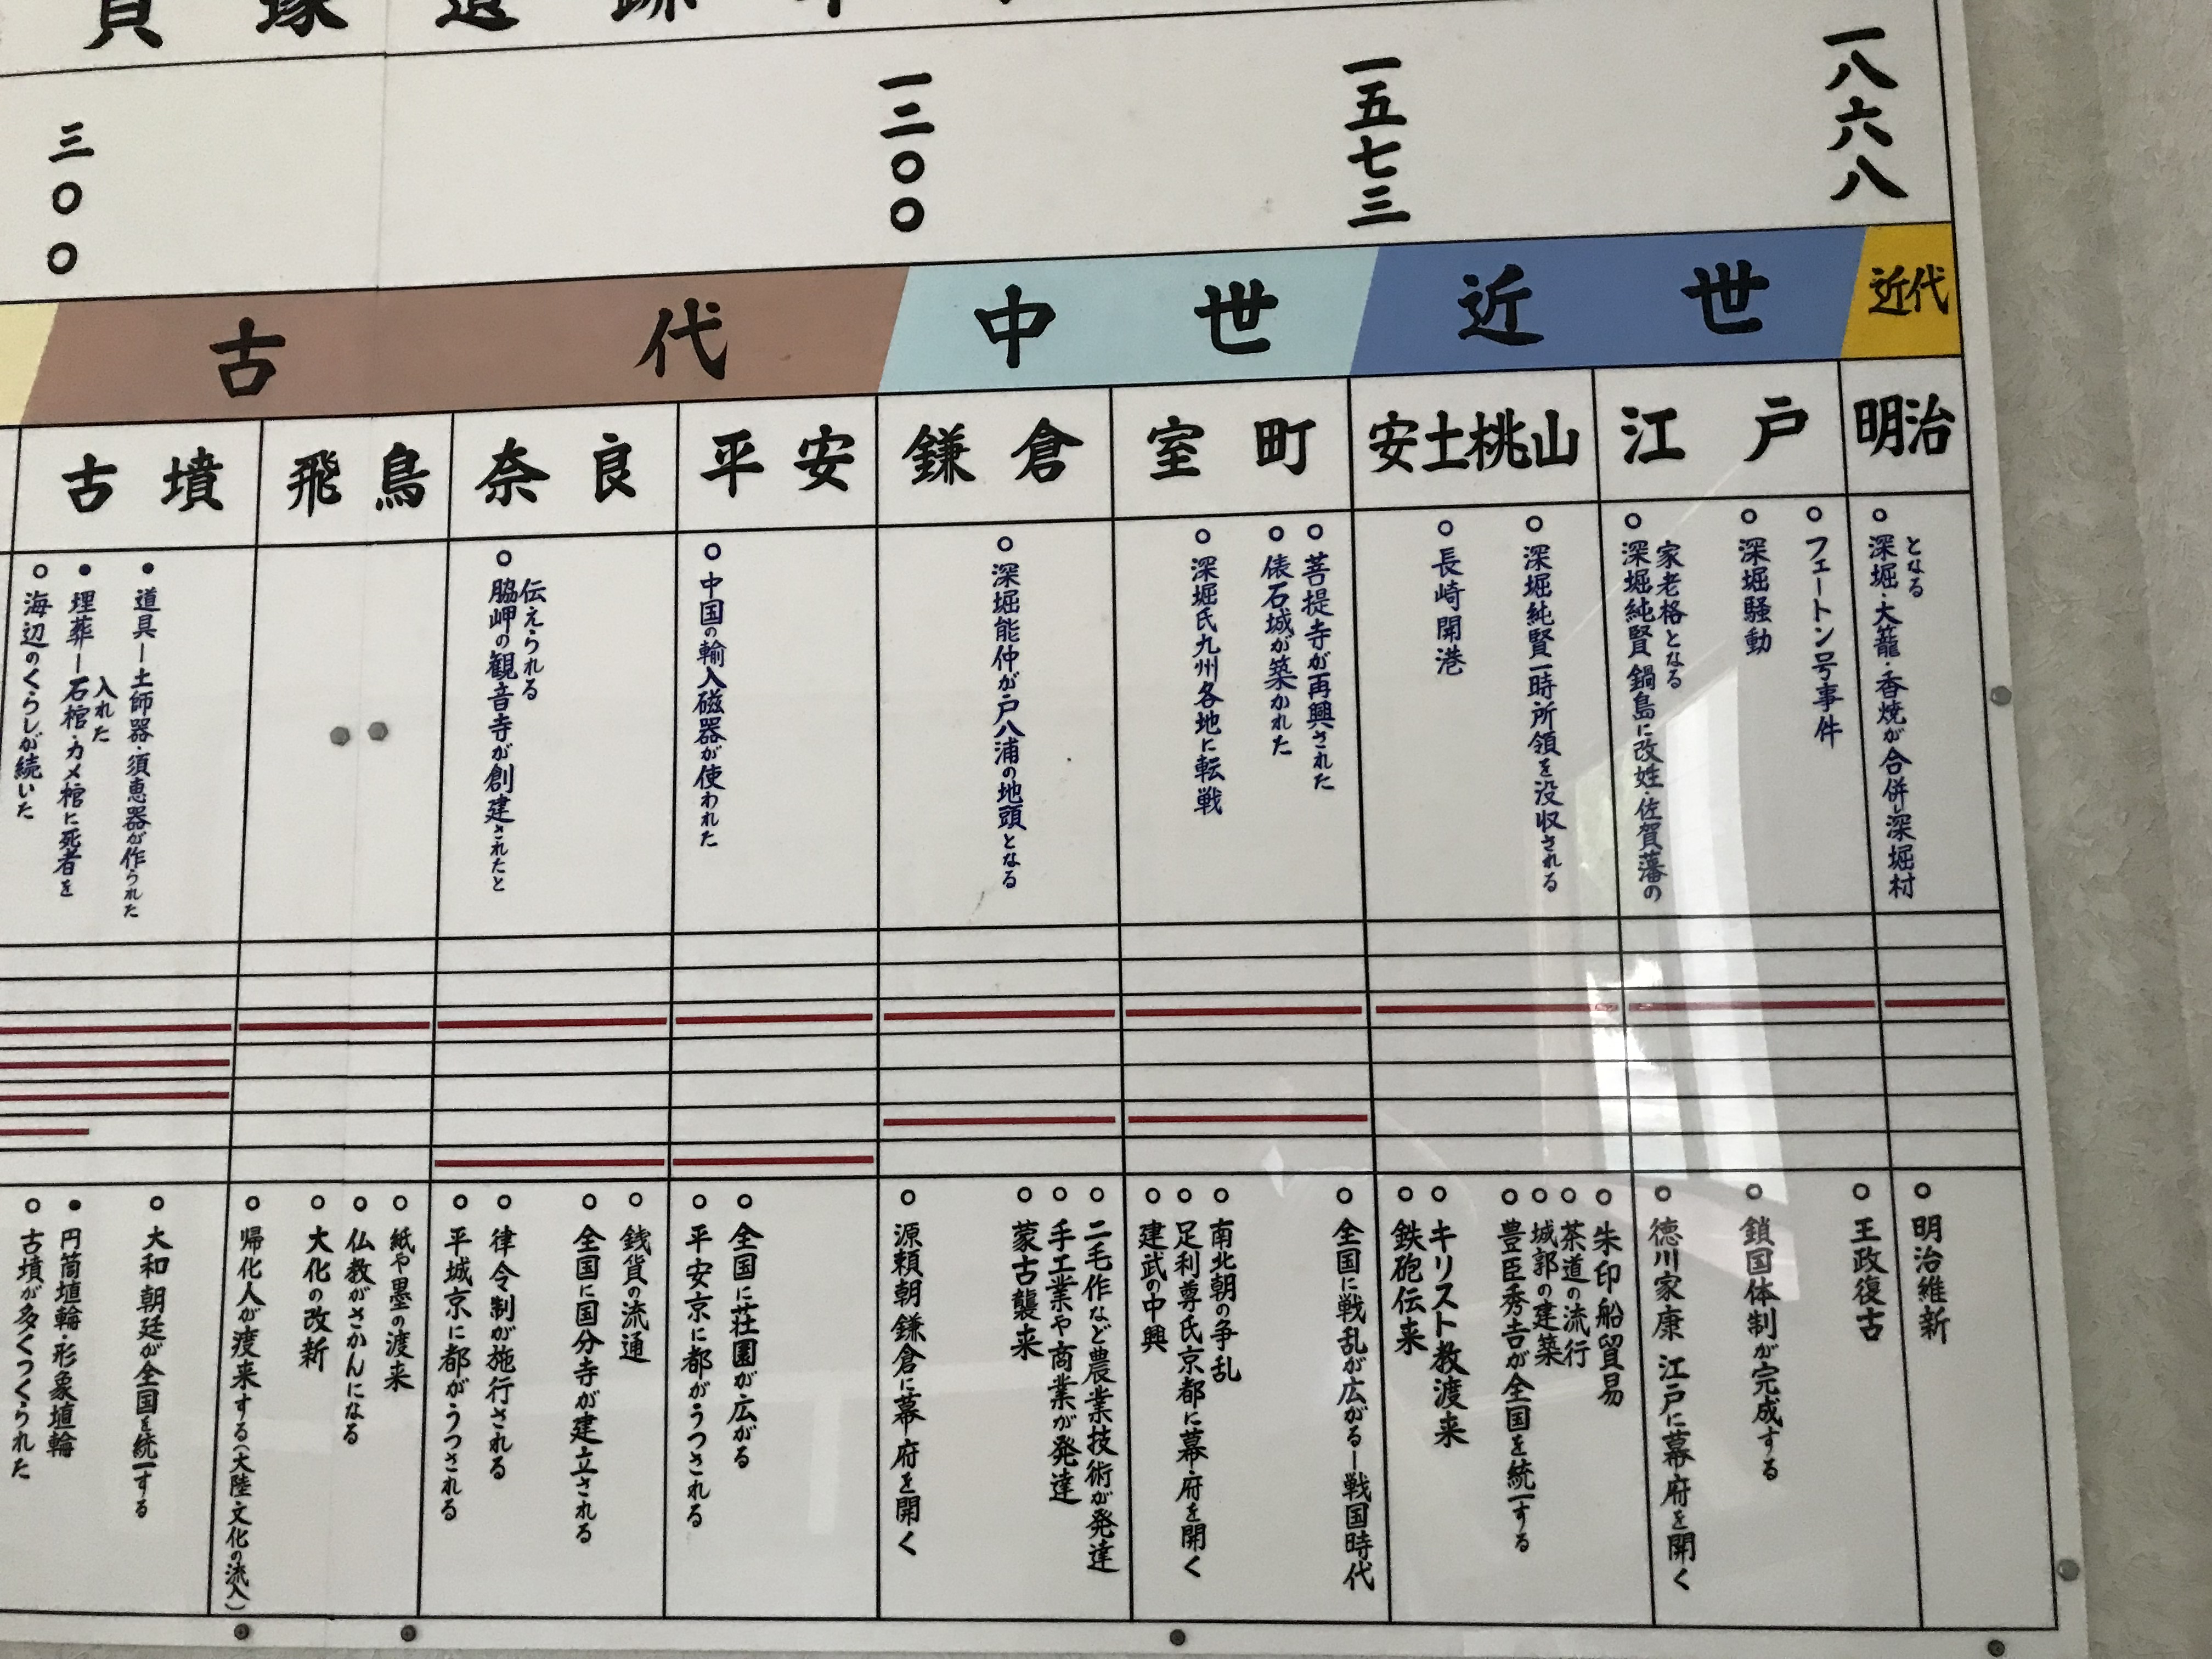 貝塚遺跡
三〇〇
一二〇〇
一五七三
一八六八
古代
中世
近世
近代
古墳
飛鳥
奈良
平安
鎌倉
室町
安土桃山
江戸
明治
○海辺のくらしが続いた
●埋葬―石棺・カメ棺に死者を
入れた
●道具―土師器・須恵器が作られた
○脇岬の観音寺が創建されたと
伝えられる
○中国の輸入磁器が使われた
○深堀能仲が戸八浦の地頭となる
○深堀氏九州各地に転戦
○俵石城が築かれた
○菩提寺が再興された
○長崎開港
○深堀純賢一時所領を没収される
○深堀純賢 鍋島に改姓・佐賀藩の
家老格となる
○深堀騒動
○フェートン号事件
○深堀・大籠・香焼が合併し深堀村
となる
○古墳が多くつくられた
●円筒埴輪・形象埴輪
○大和朝廷が全国を統一する
○帰化人が渡来する(大陸文化の流入)
○大化の改新
○仏教がさかんになる
○紙や墨の渡来
○平城京に都がうつされる
○律令制が施行される
○全国に国分寺が建立される
○銭貨の流通
○平安京に都がうつされる
○全国に荘園が広がる
○源頼朝鎌倉に幕府を開く
○蒙古襲来
○手工業や商業が発達
○二毛作など農業技術が発達
○建武の中興
○足利尊氏京都に幕府を開く
○南北朝の争乱
○全国に戦乱が広がる―戦国時代
○鉄砲伝来
○キリスト教渡来
○豊臣秀吉が全国を統一する
○城郭の建築
○茶道の流行
○朱印船貿易
○徳川家康 江戸に幕府を開く
○鎖国体制が完成する
○王政復古
○明治維新